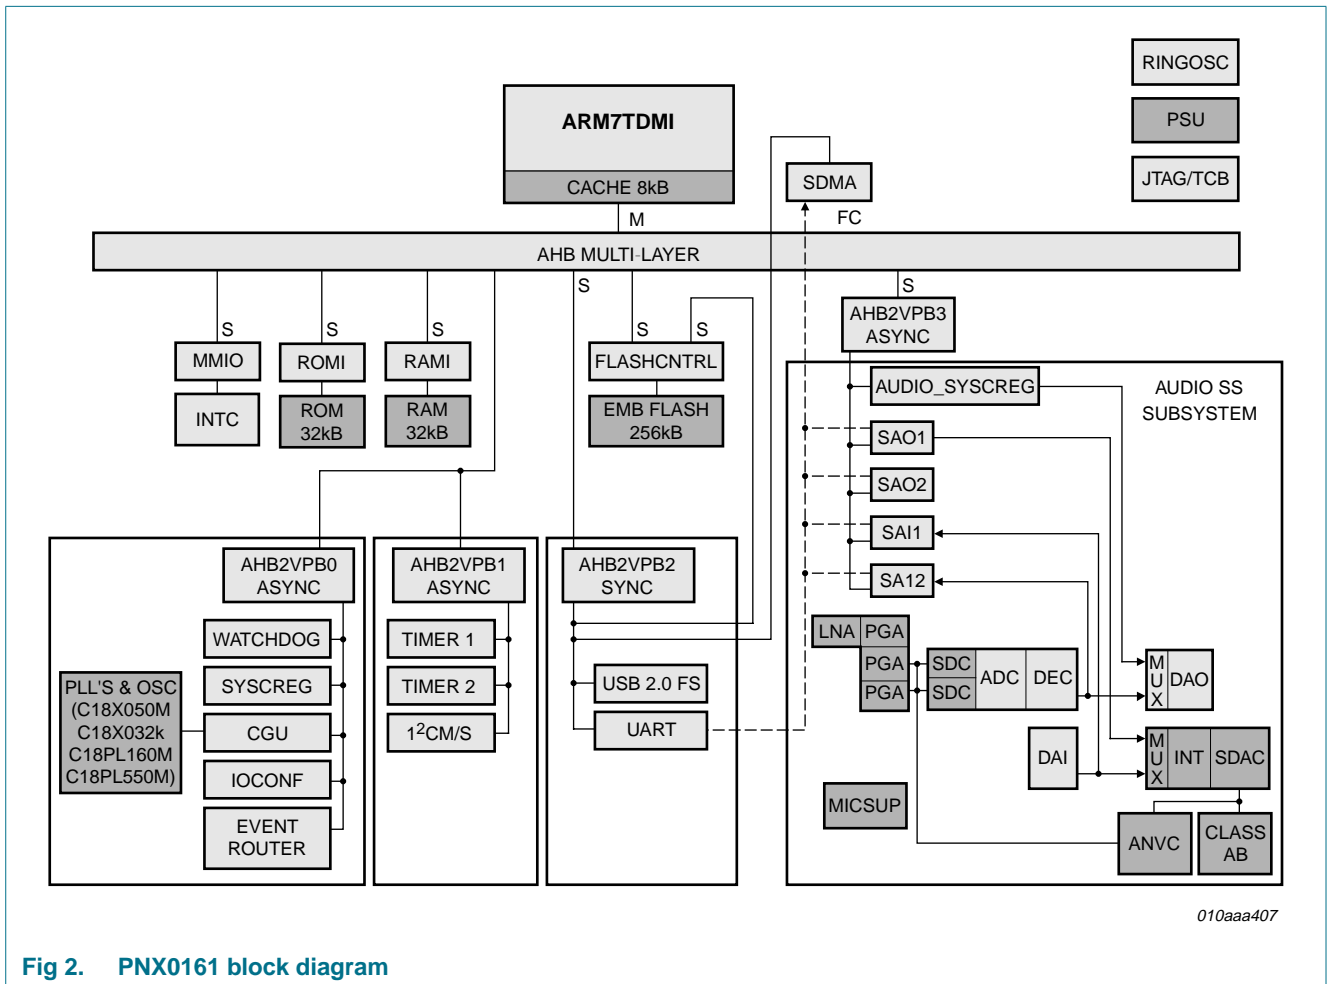 RINGOSC
PSU
JTAG/TCB
ARM7TDMI
CACHE 8kB
M
SDMA
FC
AHB MULTI-LAYER
S
S
S
S
S
S
S
MMIO
INTC
ROMI
ROM
32kB
RAMI
RAM
32kB
FLASHCNTRL
EMB FLASH
256kB
AHB2VPB3
ASYNC
AUDIO SS
SUBSYSTEM
AUDIO_SYSCREG
SAO1
SAO2
SAI1
SA12
AHB2VPB0
ASYNC
WATCHDOG
SYSCREG
CGU
IOCONF
EVENT
ROUTER
PLL'S & OSC
(C18X050M
C18X032k
C18PL160M
C18PL550M)
AHB2VPB1
ASYNC
TIMER 1
TIMER 2
1²CM/S
AHB2VPB2
SYNC
USB 2.0 FS
UART
LNA PGA
PGA
PGA
SDC
SDC
ADC
DEC
MUX
DAO
DAI
MUX
INT
SDAC
MICSUP
ANVC
CLASS
AB
010aaa407
Fig 2. PNX0161 block diagram